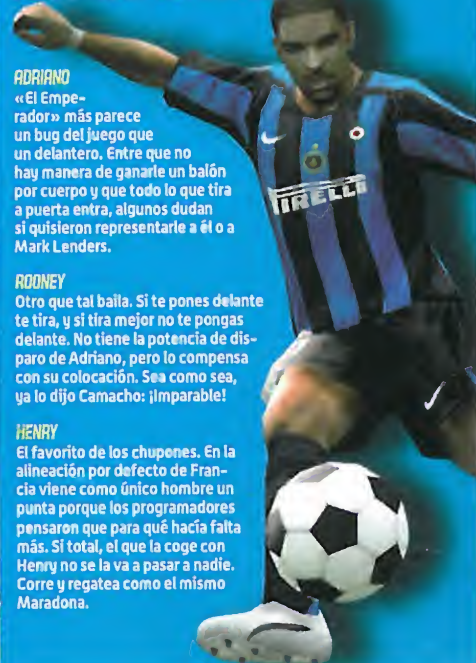 ADRIANO
«El Empe-
rador» más parece
un bug del juego que
un delantero. Entre que no
hay manera de ganarle un balón
por cuerpo y que todo lo que tira
a puerta entra, algunos dudan
si quisieron representarle a él o a
Mark Lenders.
ROONEY
Otro que tal baila. Si te pones delante
te tira, y si tira mejor no te pongas
delante. No tiene la potencia de dis-
paro de Adriano, pero lo compensa
con su colocación. Sea como sea,
ya lo dijo Camacho: ¡Imparable!
HENRY
El favorito de los chupones. En la
alineación por defecto de Fran-
cia viene como único hombre un
punta porque los programadores
pensaron que para qué hacía falta
más. Si total, el que la coge con
Henry no se la va a pasar a nadie.
Corre y regatea como el mismo
Maradona.
PIRELLI